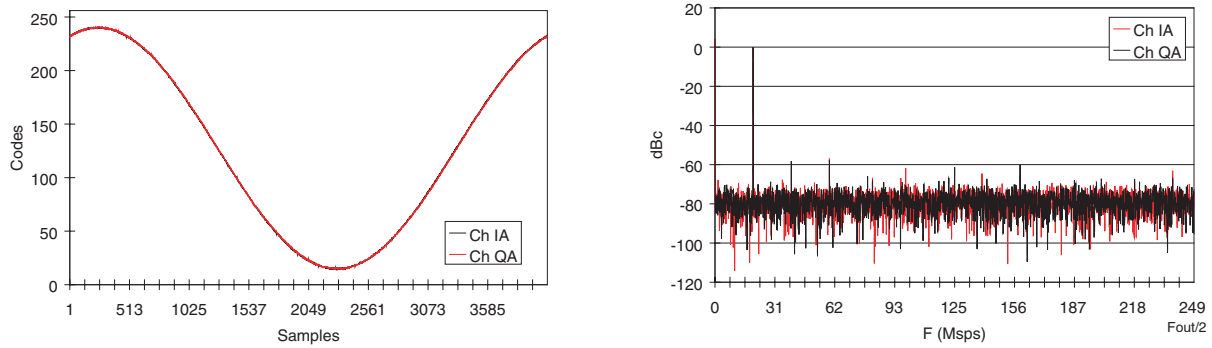 250
200
150
100
50
0
Codes
Ch IA
Ch QA
1 513 1025 1537 2049 2561 3073 3585
Samples
20
0
-20
-40
-60
-80
-100
-120
dBc
Ch IA
Ch QA
0 31 62 93 125 156 187 218 249
F (Msps)
Fout/2